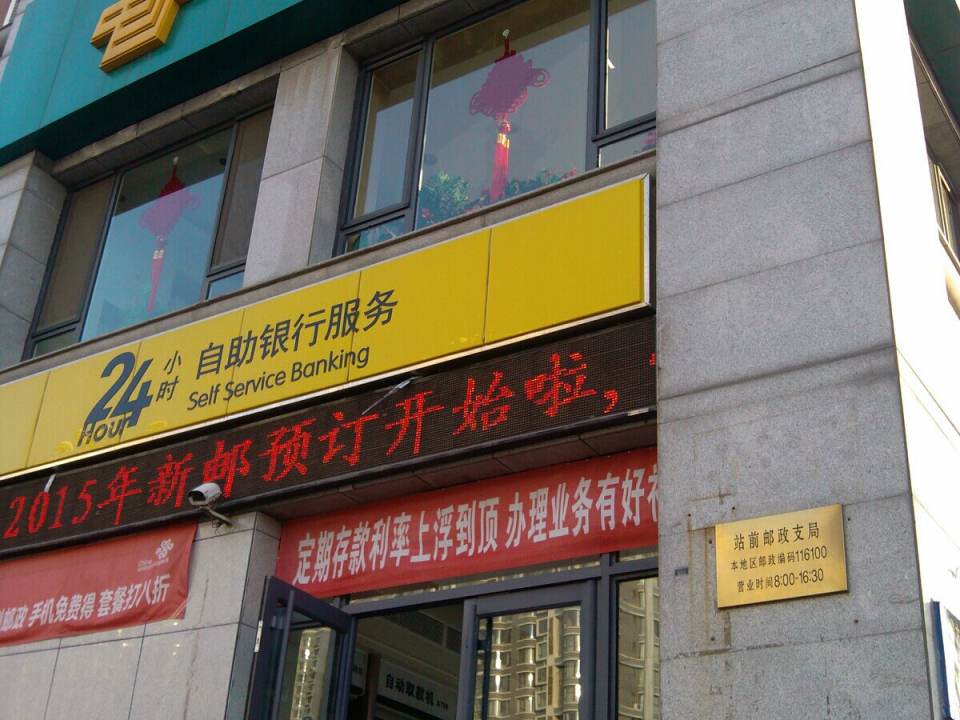 24
小时
HOUR
自助银行服务
Self Service Banking
2015年新邮预订开始啦,
定期存款利率上浮到顶 办理业务有好
邮政 手机免费得 套餐打八折
站前邮政支局
本地区邮政编码116100
营业时间8:00-16:30
自动取款机